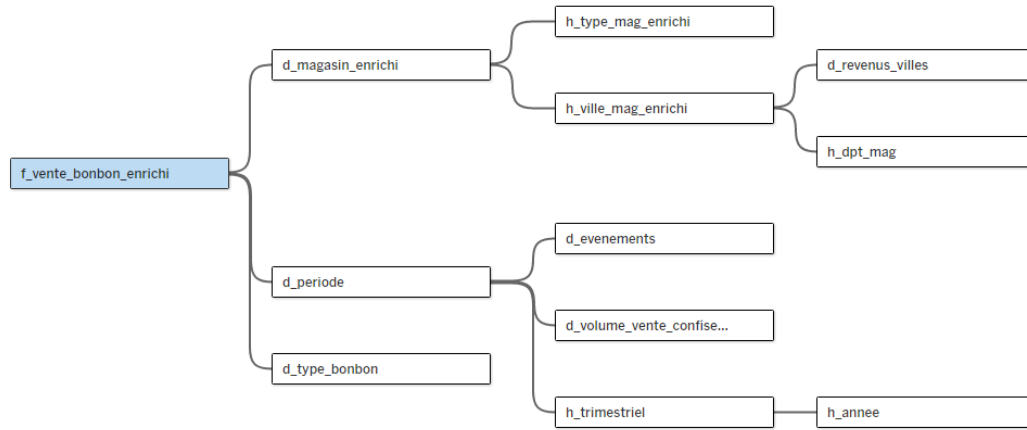 h_type_mag_enrichi
d_magasin_enrichi
d_revenus_villes
h_ville_mag_enrichi
h_dpt_mag
f_vente_bonbon_enrichi
d_evenements
d_periode
d_volume_vente_confise...
d_type_bonbon
h_trimestriel
h_annee